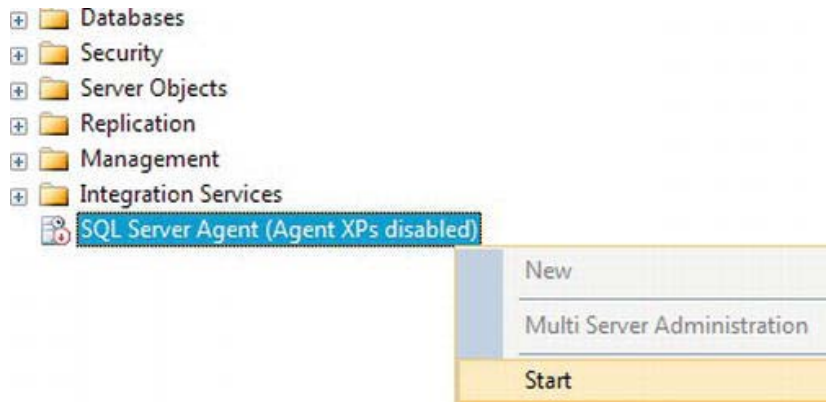 Databases
Security
Server Objects
Replication
Management
Integration Services
SQL Server Agent (Agent XPs disabled)
New
Multi Server Administration
Start